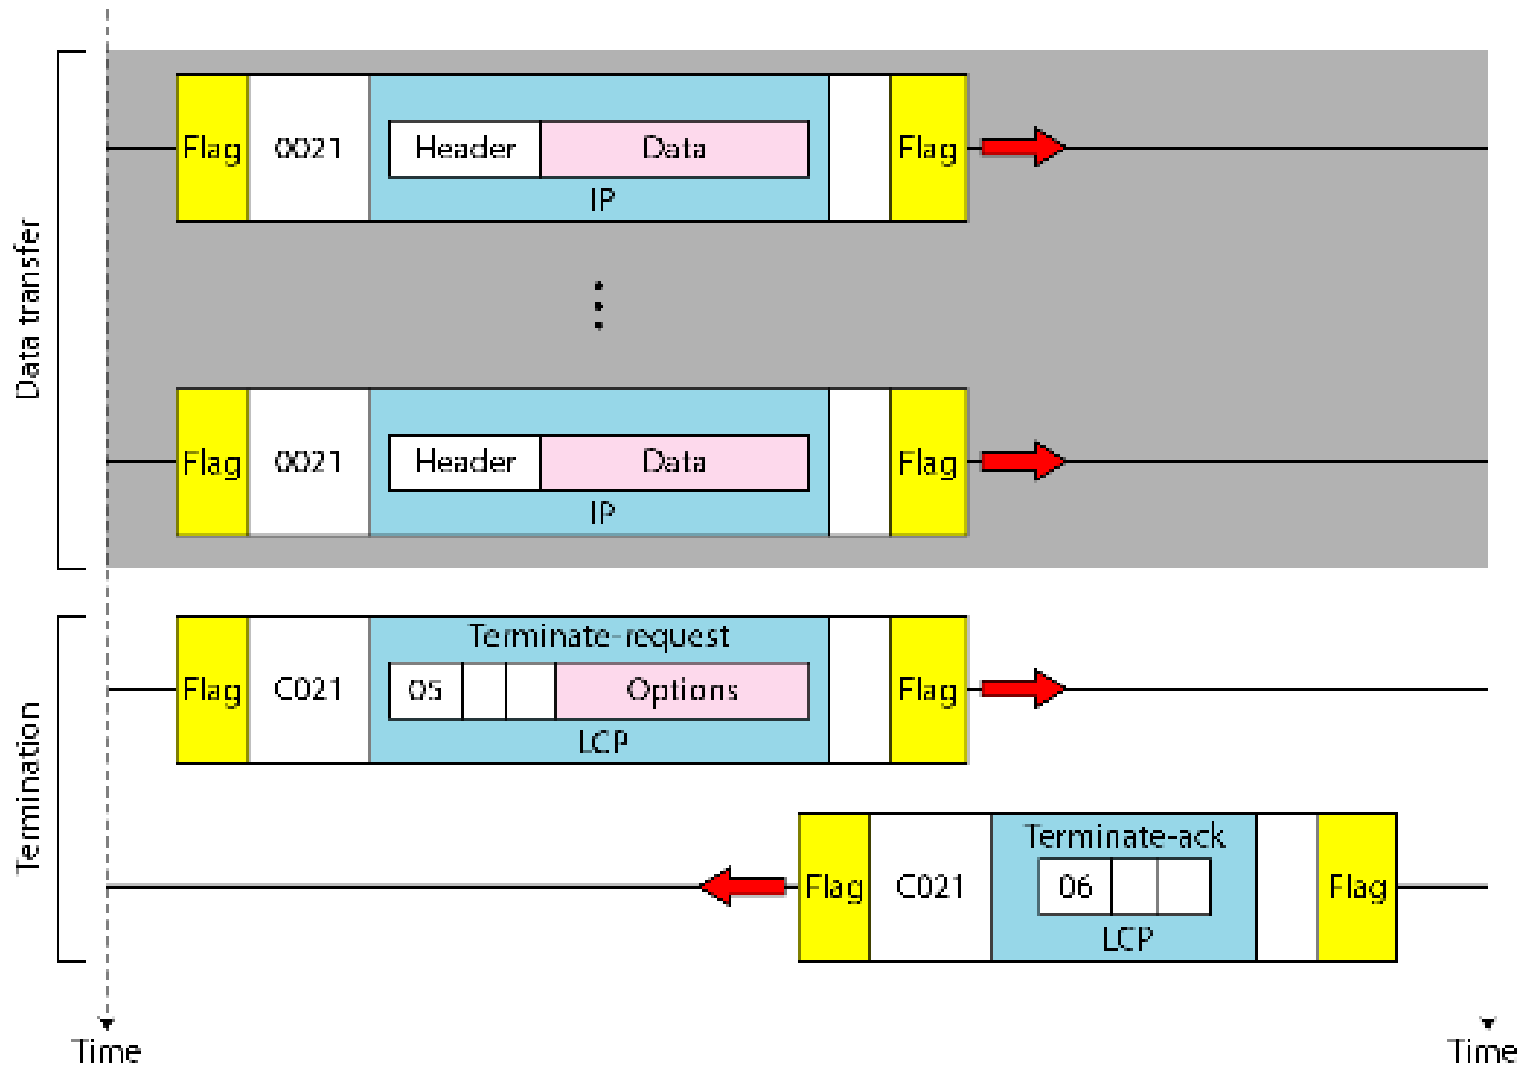 Data transfer
Flag 0021 Header Data Flag
IP
Flag 0021 Header Data Flag
IP
Termination
Terminate-request
Flag C021 05 Options Flag
LCP
Terminate-ack
Flag C021 06 Flag
LCP
Time Time